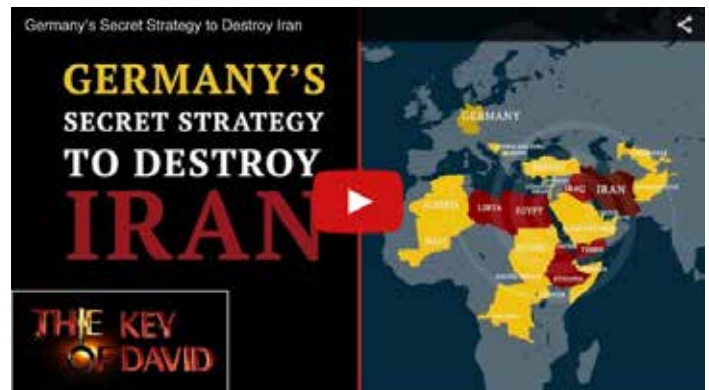 Germany's Secret Strategy to Destroy Iran
GERMANY'S
SECRET STRATEGY
TO DESTROY
IRAN
THE KEY
OF DAVID
GERMANY
ALGERIA
LIBYA
EGYPT
IRAQ
IRAN
MALI
YEMEN
ETHIOPIA